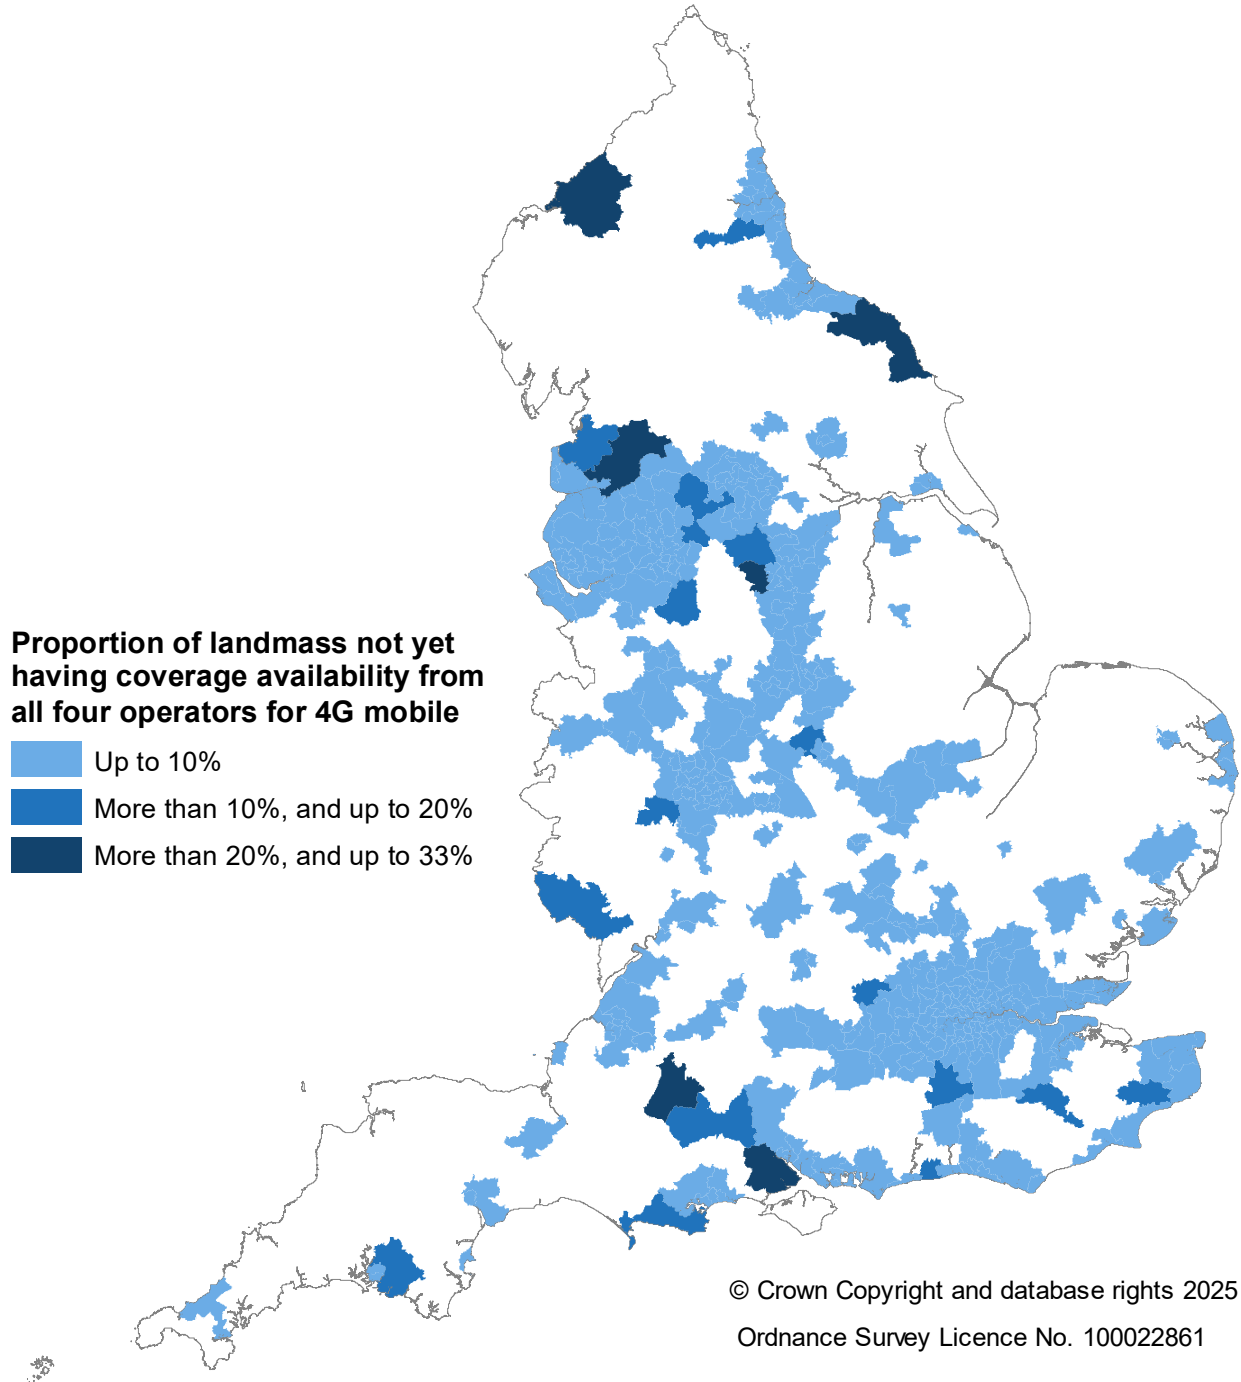 Proportion of landmass not yet
having coverage availability from
all four operators for 4G mobile
Up to 10%
More than 10%, and up to 20%
More than 20%, and up to 33%
© Crown Copyright and database rights 2025
Ordnance Survey Licence No. 100022861